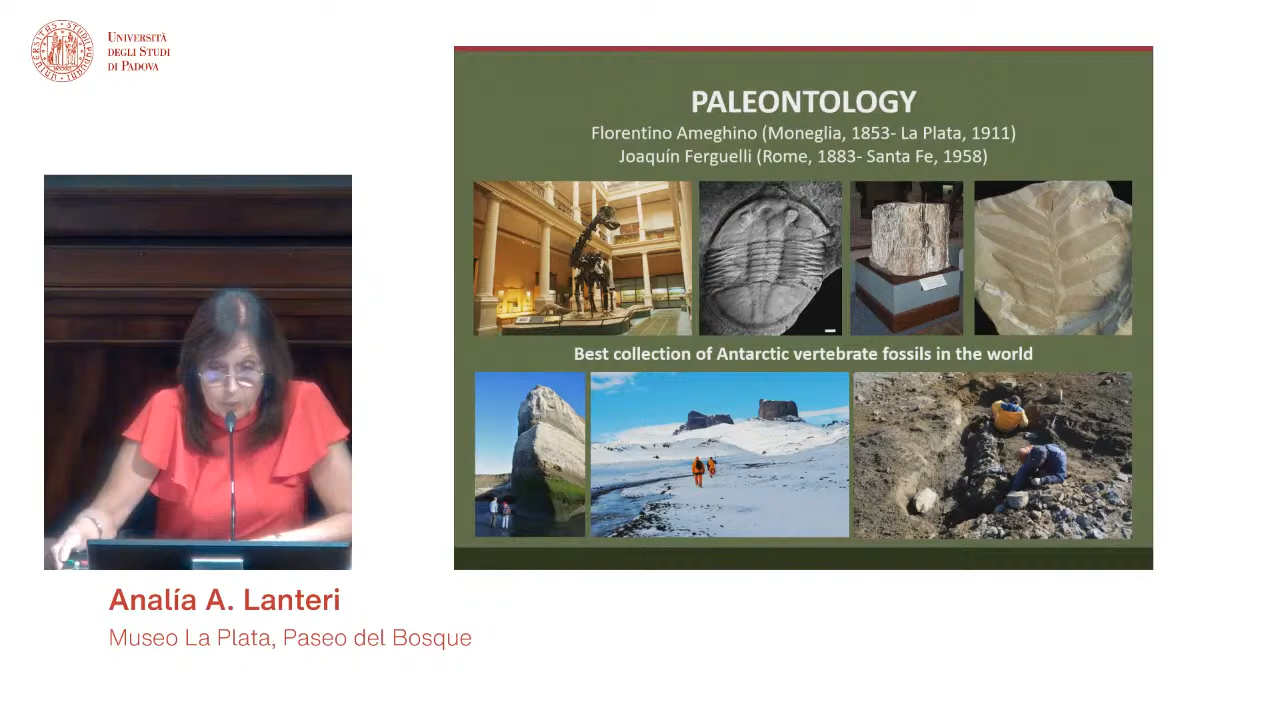 UNIVERSITÀ
DEGLI STUDI
DI PADOVA
PALEONTOLOGY
Florentino Ameghino (Moneglia, 1853- La Plata, 1911)
Joaquín Ferguelli (Rome, 1883- Santa Fe, 1958)
Best collection of Antarctic vertebrate fossils in the world
Analía A. Lanteri
Museo La Plata, Paseo del Bosque